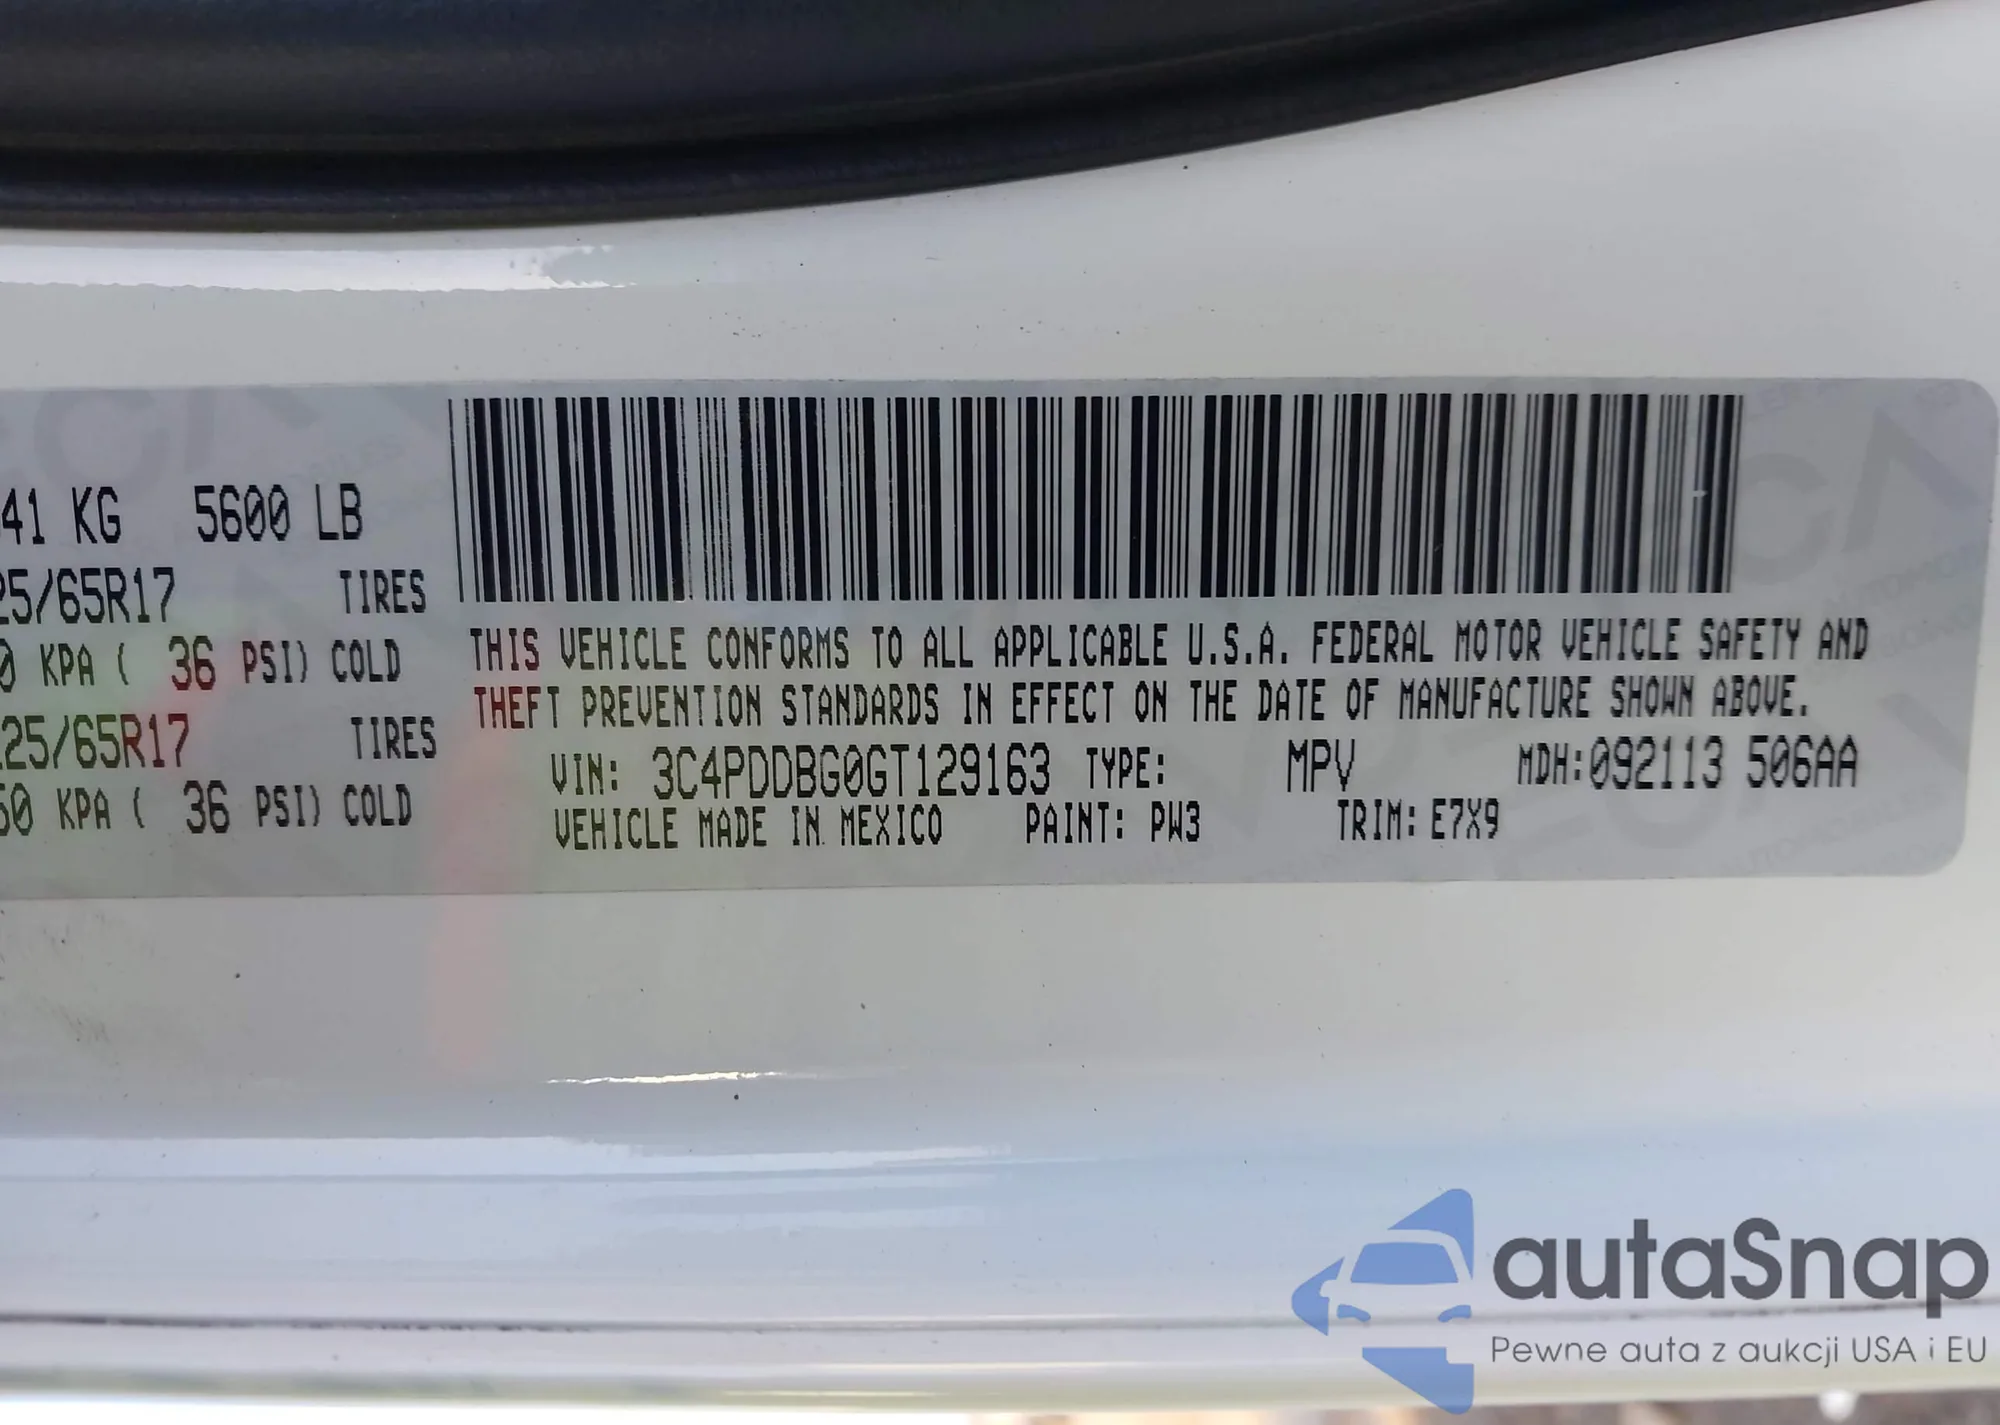 41 KG 5600 LB
25/65R17 TIRES
0 KPA ( 36 PSI) COLD
25/65R17 TIRES
50 KPA ( 36 PSI) COLD
THIS VEHICLE CONFORMS TO ALL APPLICABLE U.S.A. FEDERAL MOTOR VEHICLE SAFETY AND
THEFT PREVENTION STANDARDS IN EFFECT ON THE DATE OF MANUFACTURE SHOWN ABOVE.
VIN: 3C4PDDBG0GT129163 TYPE: MPV MDH:092113 506AA
VEHICLE MADE IN MEXICO PAINT: PW3 TRIM: E7X9
autaSnap
Pewne auta z aukcji USA i EU